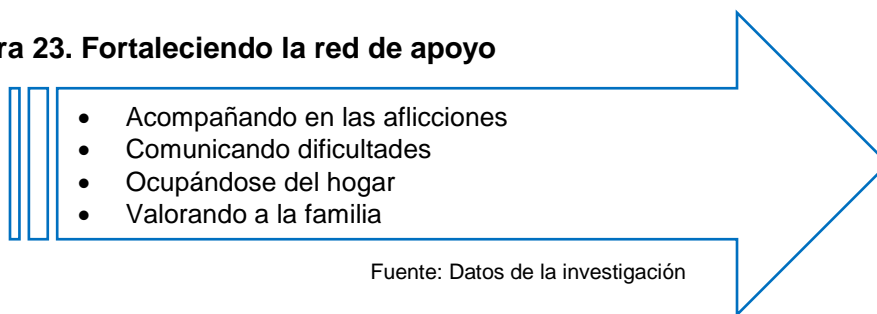 ra 23. Fortaleciendo la red de apoyo
• Acompañando en las aflicciones
• Comunicando dificultades
• Ocupándose del hogar
• Valorando a la familia
Fuente: Datos de la investigación